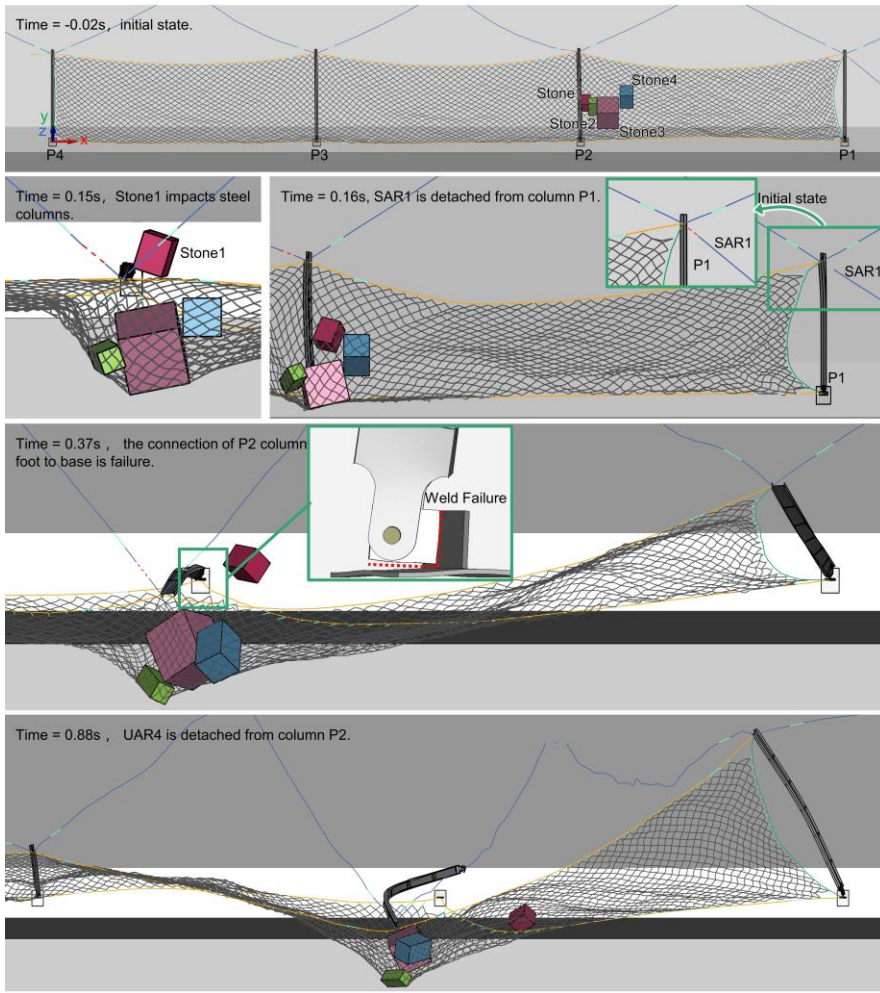 Time = -0.02s, initial state.
Stone4
Stone
Stone2
Stone3
y
z
x
P4
P3
P2
P1
Time = 0.15s, Stone1 impacts steel
columns.
Stone1
Time = 0.16s, SAR1 is detached from column P1.
Initial state
SAR1
P1
SAR1
P1
Time = 0.37s , the connection of P2 column
foot to base is failure.
Weld Failure
Time = 0.88s , UAR4 is detached from column P2.